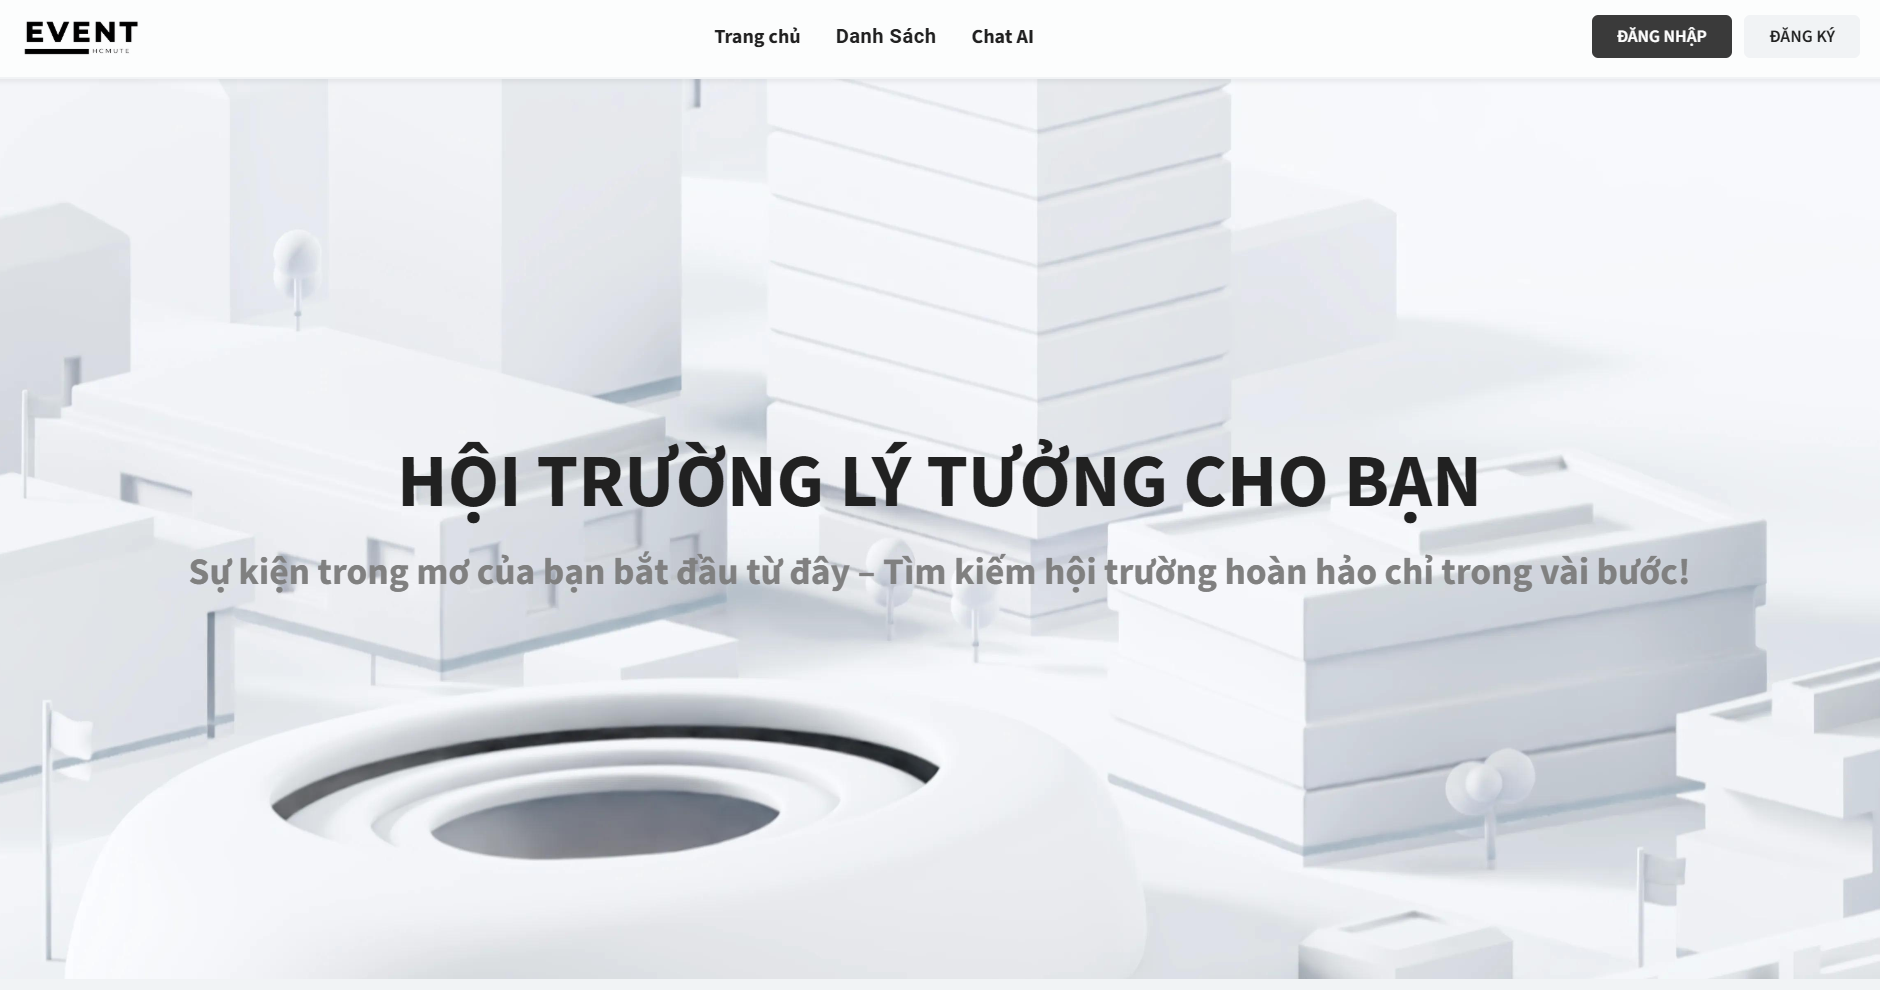 EVENT
HCMUTE
Trang chủ
Danh Sách
Chat AI
ĐĂNG NHẬP
ĐĂNG KÝ
HỘI TRƯỜNG LÝ TƯỞNG CHO BẠN
Sự kiện trong mơ của bạn bắt đầu từ đây – Tìm kiếm hội trường hoàn hảo chỉ trong vài bước!